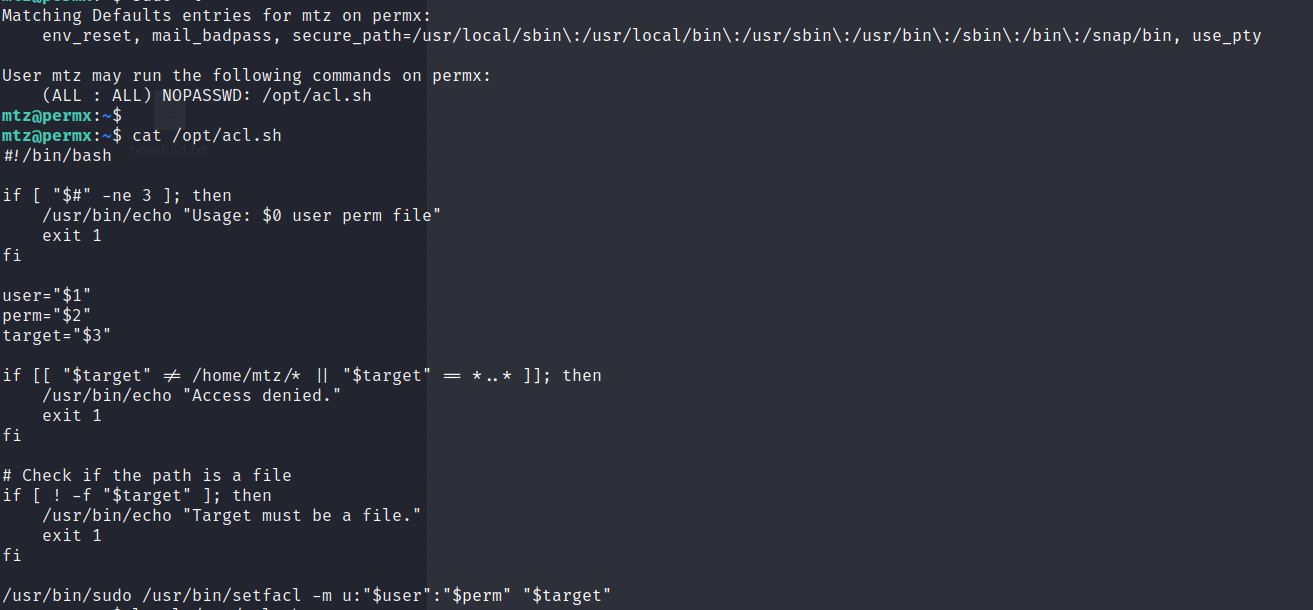 Matching Defaults entries for mtz on permx:
    env_reset, mail_badpass, secure_path=/usr/local/sbin\:/usr/local/bin\:/usr/sbin\:/usr/bin\:/sbin\:/bin\:/snap/bin, use_pty

User mtz may run the following commands on permx:
    (ALL : ALL) NOPASSWD: /opt/acl.sh
mtz@permx:~$
mtz@permx:~$ cat /opt/acl.sh
nosetuid.txt
#!/bin/bash

if [ "$#" -ne 3 ]; then
    /usr/bin/echo "Usage: $0 user perm file"
    exit 1
fi

user="$1"
perm="$2"
target="$3"

if [[ "$target" != /home/mtz/* || "$target" == *..* ]]; then
    /usr/bin/echo "Access denied."
    exit 1
fi

# Check if the path is a file
if [ ! -f "$target" ]; then
    /usr/bin/echo "Target must be a file."
    exit 1
fi

/usr/bin/sudo /usr/bin/setfacl -m u:"$user":"$perm" "$target"